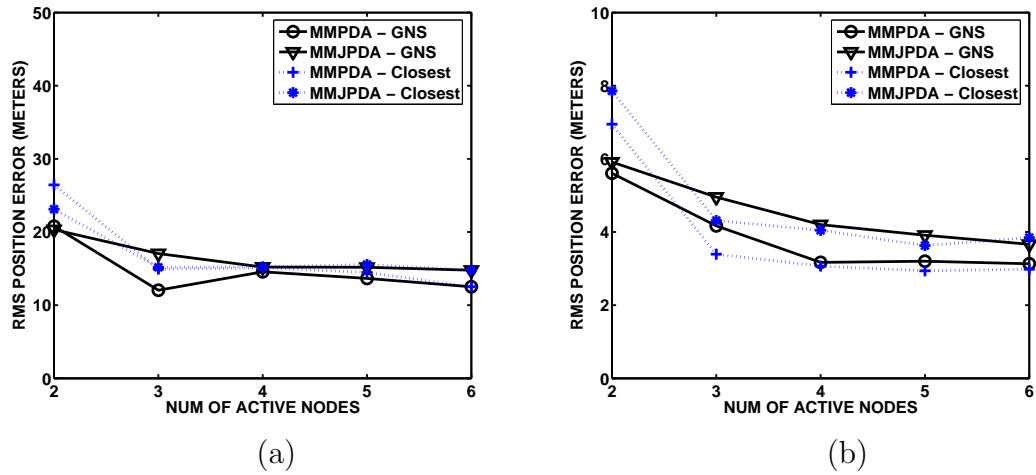 50
40
30
20
10
0
RMS POSITION ERROR (METERS)
MMPDA – GNS
MMJPDA – GNS
MMPDA – Closest
MMJPDA – Closest
2 3 4 5 6
NUM OF ACTIVE NODES
(a)
10
8
6
4
2
0
RMS POSITION ERROR (METERS)
MMPDA – GNS
MMJPDA – GNS
MMPDA – Closest
MMJPDA – Closest
2 3 4 5 6
NUM OF ACTIVE NODES
(b)